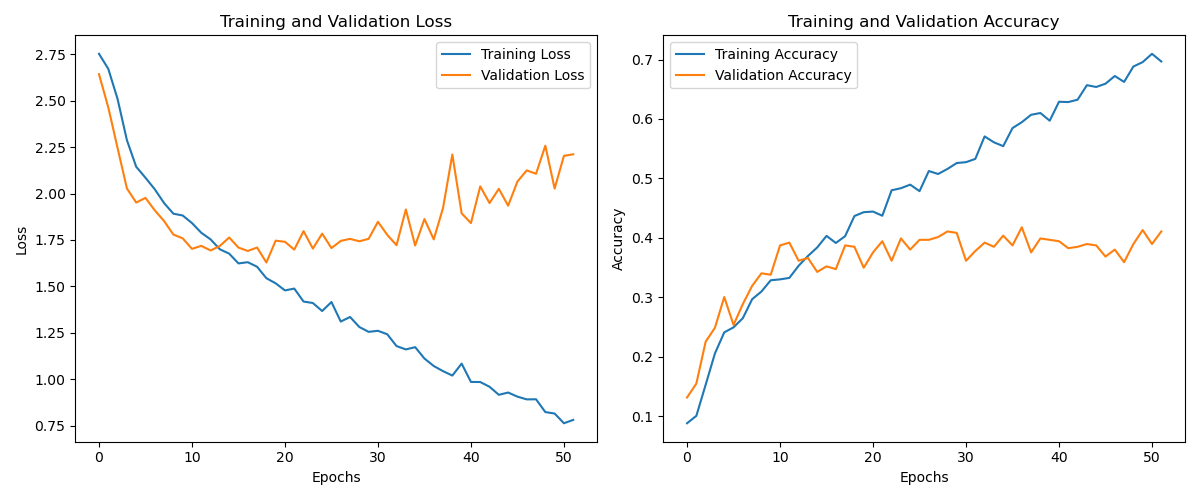 Training and Validation Loss
Training Loss
Validation Loss
2.75
2.50
2.25
2.00
1.75
1.50
1.25
1.00
0.75
Loss
0 10 20 30 40 50
Epochs
Training and Validation Accuracy
Training Accuracy
Validation Accuracy
0.7
0.6
0.5
0.4
0.3
0.2
0.1
Accuracy
0 10 20 30 40 50
Epochs